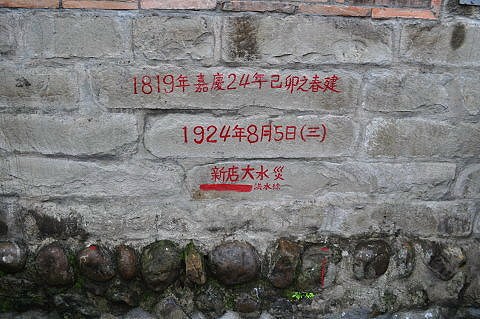 1819年嘉慶24年己卯之春建
1924年8月5日(三)
新店大水災
洪水線